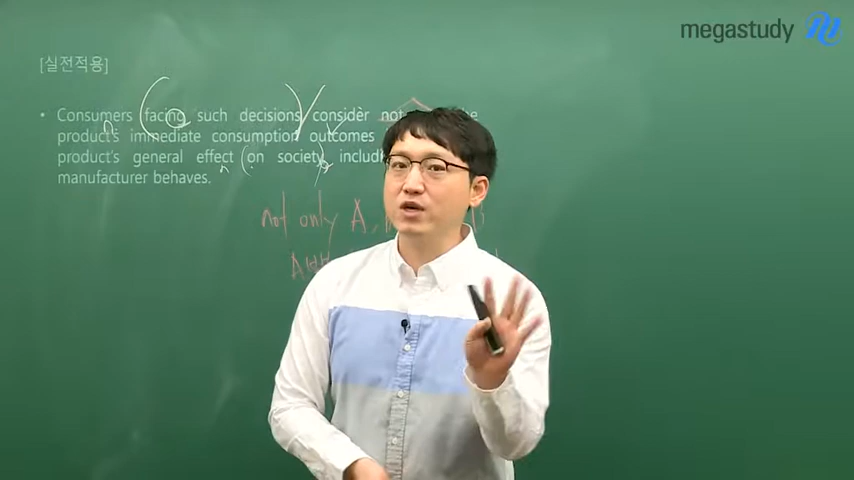 megastudy
[실전적용]
• Consumers facing such decisions consider not
product's immediate consumption outcomes
product's general effect on society, includ
manufacturer behaves.
not only A,